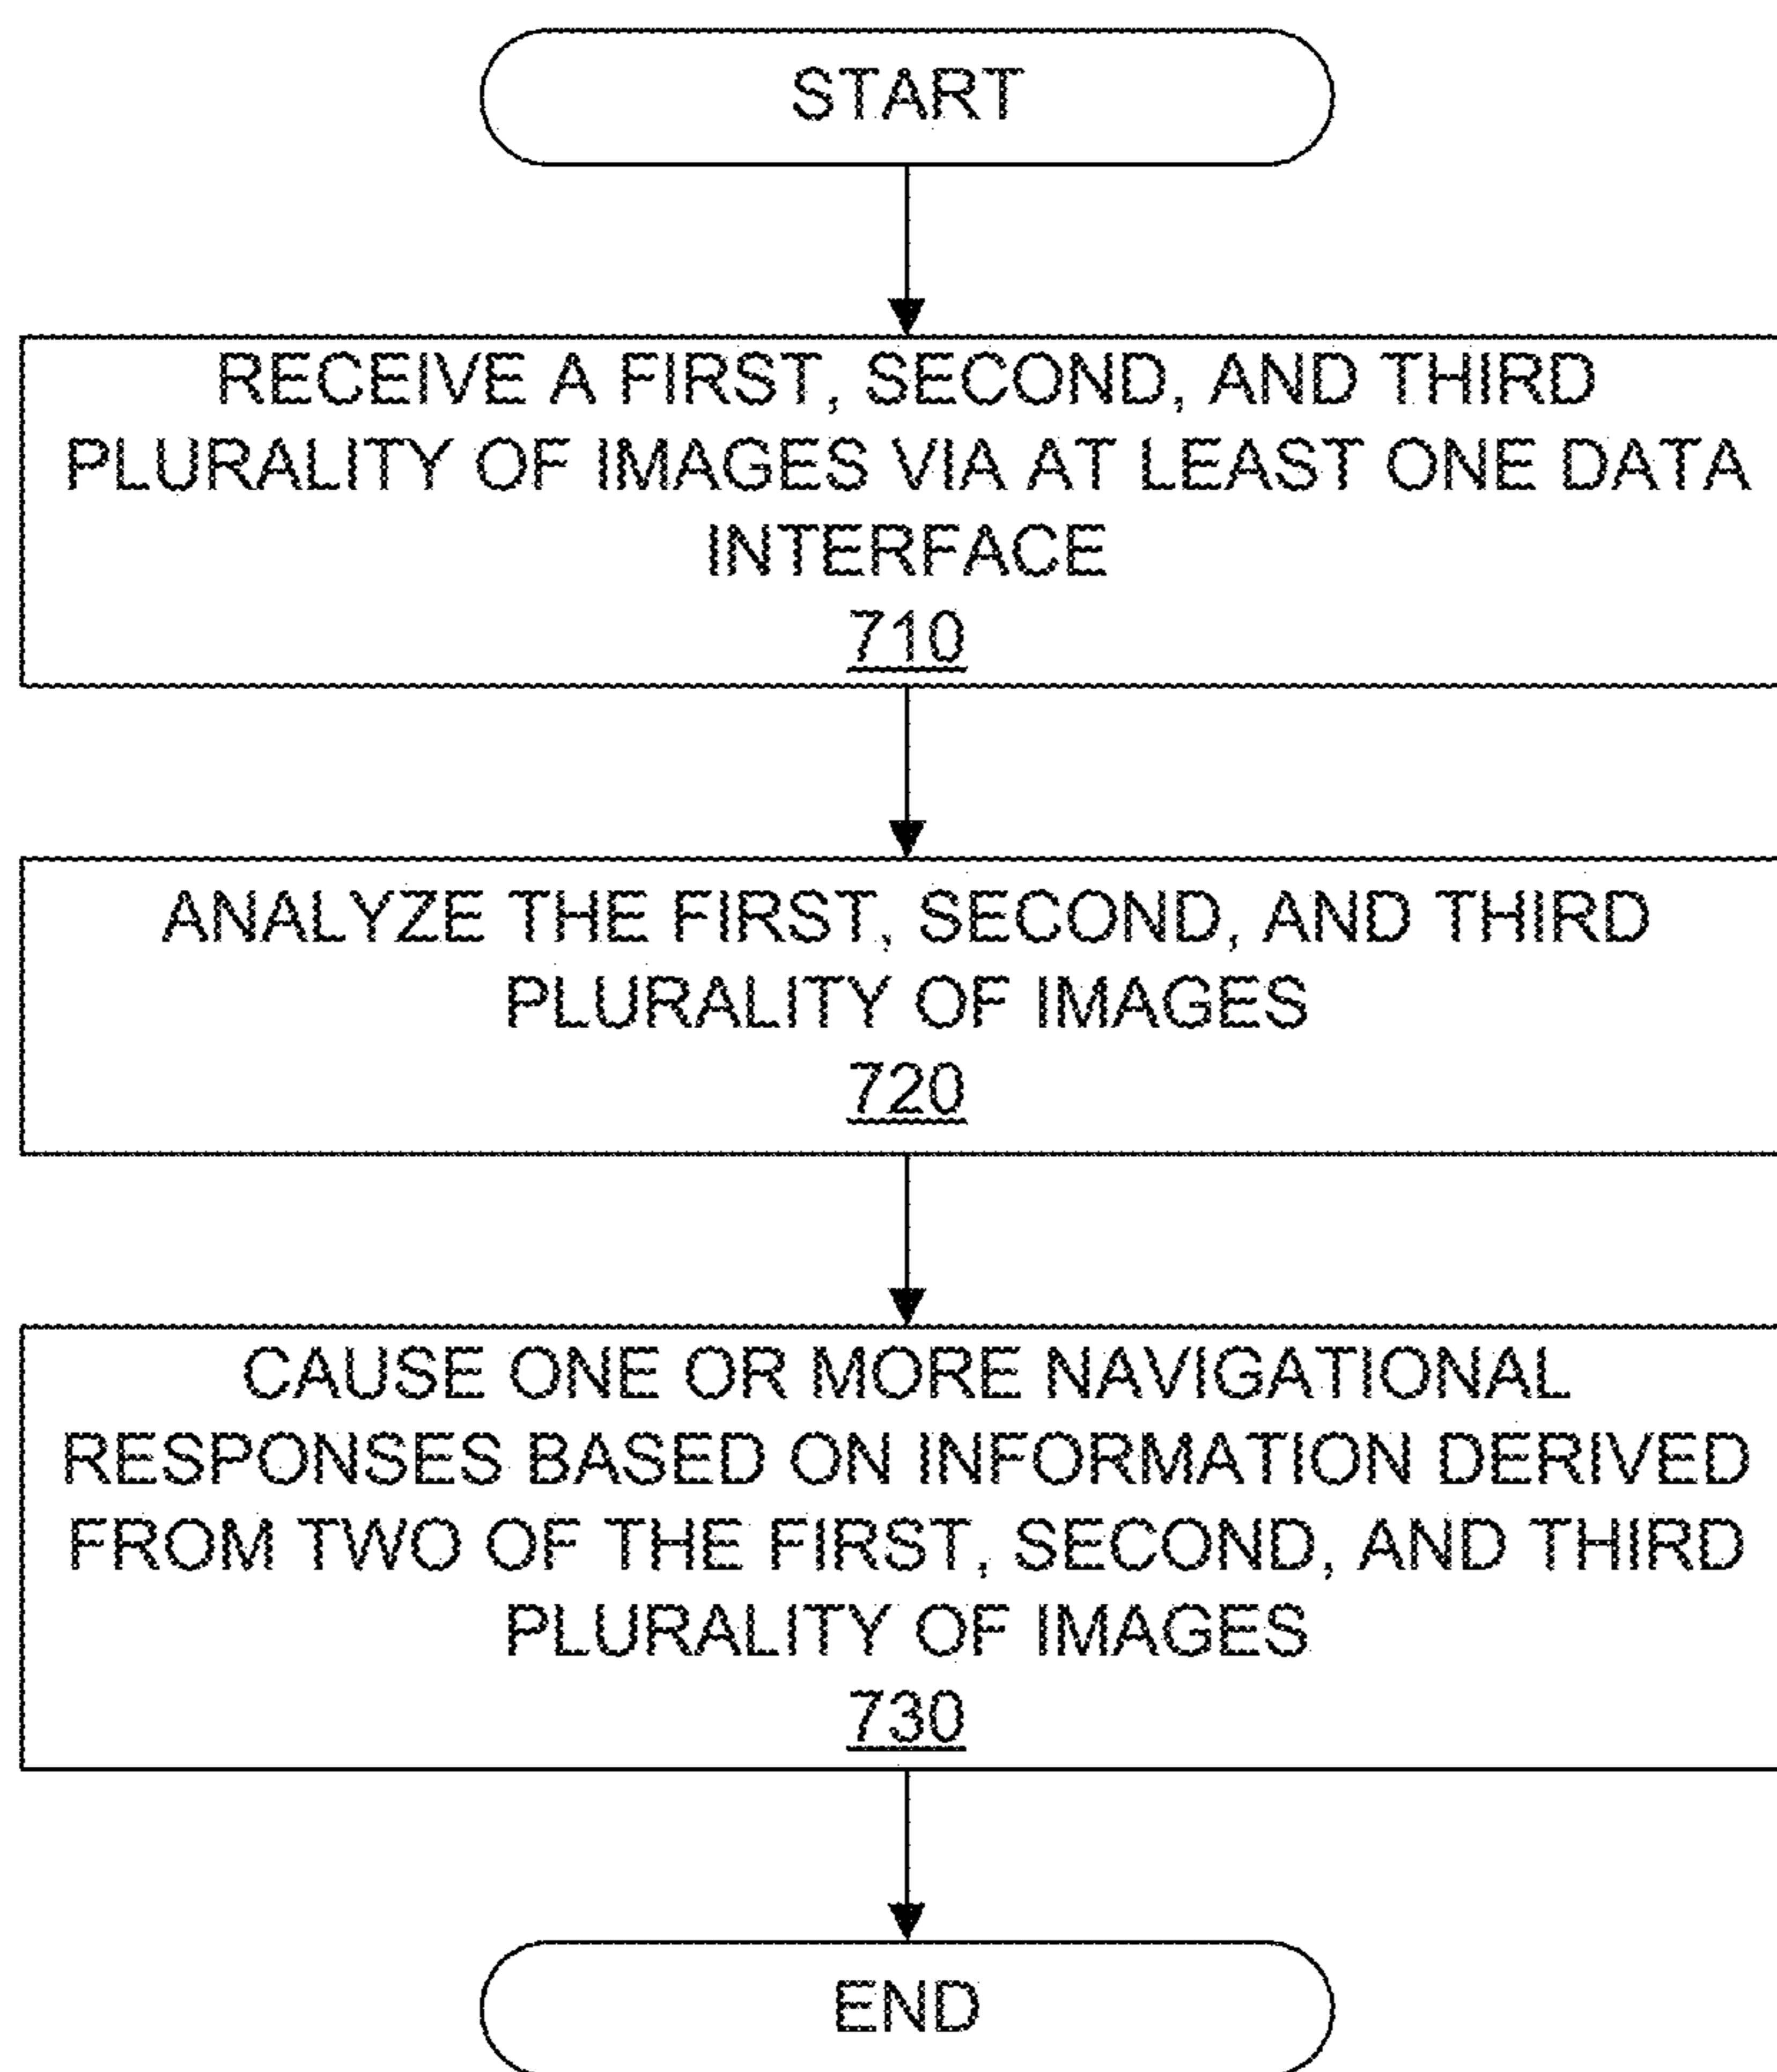 START
RECEIVE A FIRST, SECOND, AND THIRD
PLURALITY OF IMAGES VIA AT LEAST ONE DATA
INTERFACE
710
ANALYZE THE FIRST, SECOND, AND THIRD
PLURALITY OF IMAGES
720
CAUSE ONE OR MORE NAVIGATIONAL
RESPONSES BASED ON INFORMATION DERIVED
FROM TWO OF THE FIRST, SECOND, AND THIRD
PLURALITY OF IMAGES
730
END